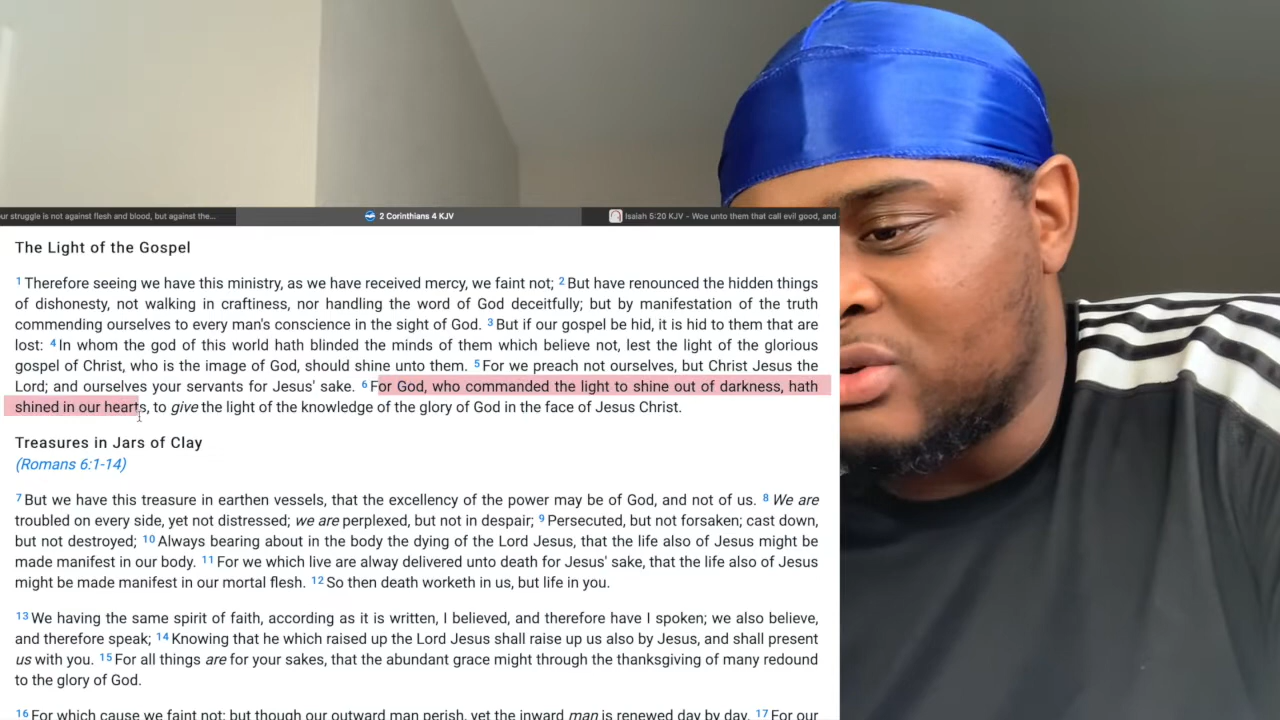 ur struggle is not against flesh and blood, but against the...
2 Corinthians 4 KJV
Isaiah 5:20 KJV - Woe unto them that call evil good, and
The Light of the Gospel
1 Therefore seeing we have this ministry, as we have received mercy, we faint not; 2 But have renounced the hidden things
of dishonesty, not walking in craftiness, nor handling the word of God deceitfully; but by manifestation of the truth
commending ourselves to every man's conscience in the sight of God. 3 But if our gospel be hid, it is hid to them that are
lost: 4 In whom the god of this world hath blinded the minds of them which believe not, lest the light of the glorious
gospel of Christ, who is the image of God, should shine unto them. 5 For we preach not ourselves, but Christ Jesus the
Lord; and ourselves your servants for Jesus' sake. 6 For God, who commanded the light to shine out of darkness, hath
shined in our hearts, to give the light of the knowledge of the glory of God in the face of Jesus Christ.
Treasures in Jars of Clay
(Romans 6:1-14)
7 But we have this treasure in earthen vessels, that the excellency of the power may be of God, and not of us. 8 We are
troubled on every side, yet not distressed; we are perplexed, but not in despair; 9 Persecuted, but not forsaken; cast down,
but not destroyed; 10 Always bearing about in the body the dying of the Lord Jesus, that the life also of Jesus might be
made manifest in our body. 11 For we which live are alway delivered unto death for Jesus' sake, that the life also of Jesus
might be made manifest in our mortal flesh. 12 So then death worketh in us, but life in you.
13 We having the same spirit of faith, according as it is written, I believed, and therefore have I spoken; we also believe,
and therefore speak; 14 Knowing that he which raised up the Lord Jesus shall raise up us also by Jesus, and shall present
us with you. 15 For all things are for your sakes, that the abundant grace might through the thanksgiving of many redound
to the glory of God.
16 For which cause we faint not; but though our outward man perish, yet the inward man is renewed day by day. 17 For our